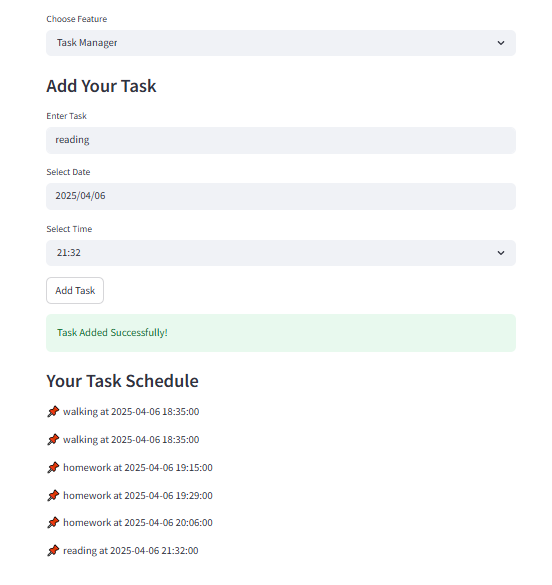 Choose Feature
Task Manager
Add Your Task
Enter Task
reading
Select Date
2025/04/06
Select Time
21:32
Add Task
Task Added Successfully!
Your Task Schedule
📌 walking at 2025-04-06 18:35:00
📌 walking at 2025-04-06 18:35:00
📌 homework at 2025-04-06 19:15:00
📌 homework at 2025-04-06 19:29:00
📌 homework at 2025-04-06 20:06:00
📌 reading at 2025-04-06 21:32:00